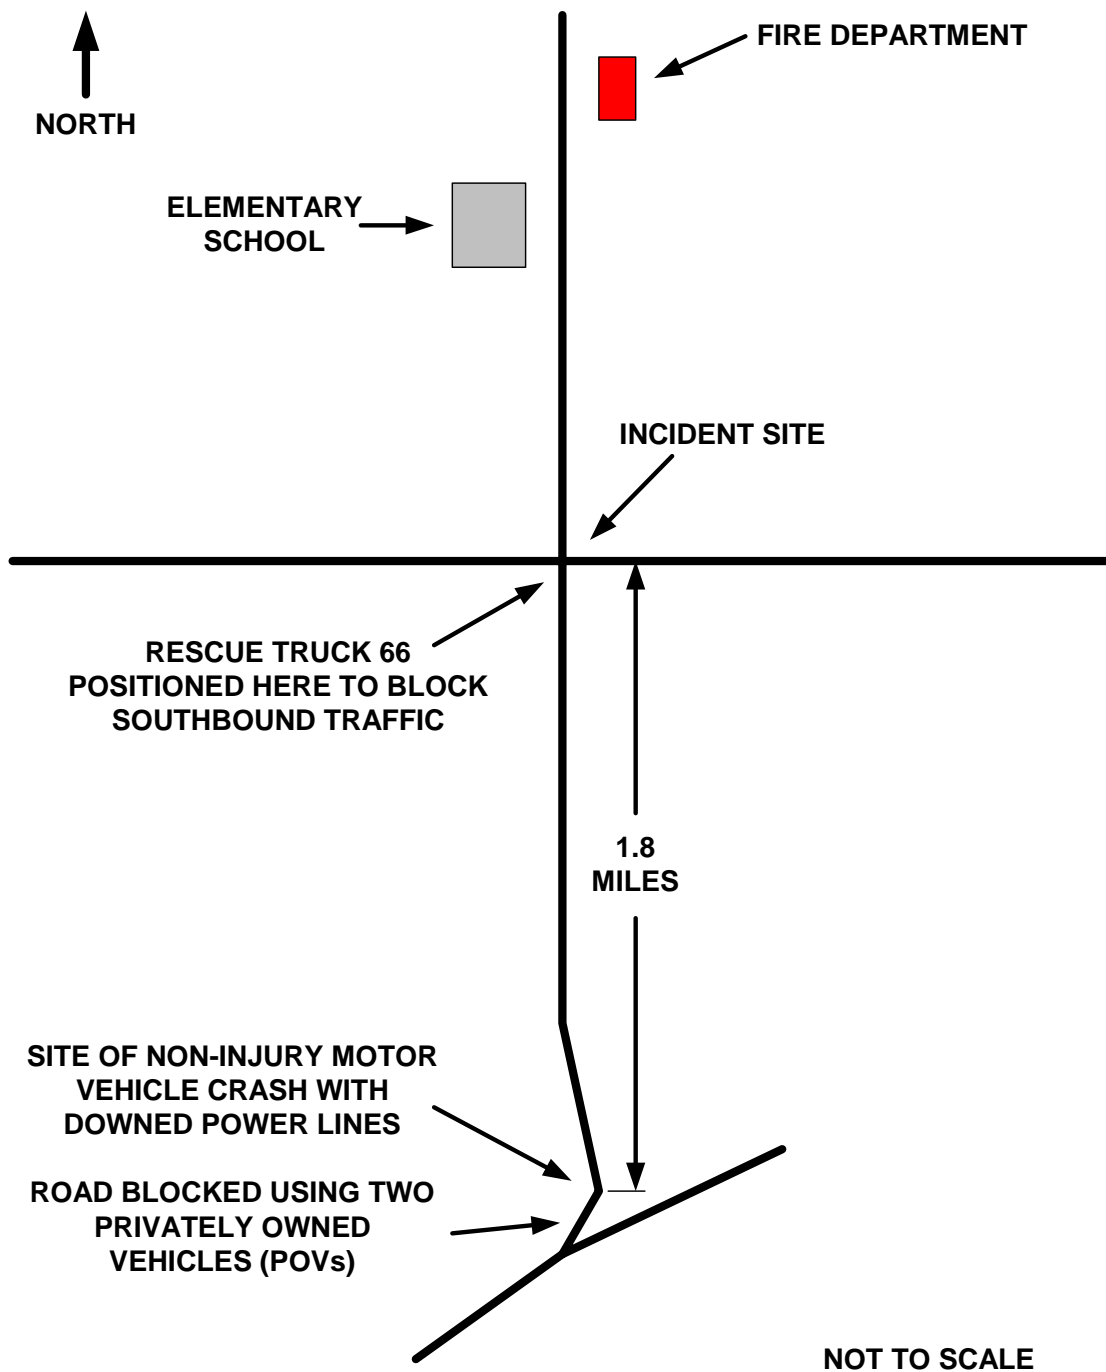 FIRE DEPARTMENT
NORTH
ELEMENTARY
SCHOOL
INCIDENT SITE
RESCUE TRUCK 66
POSITIONED HERE TO BLOCK
SOUTHBOUND TRAFFIC
1.8
MILES
SITE OF NON-INJURY MOTOR
VEHICLE CRASH WITH
DOWNED POWER LINES
ROAD BLOCKED USING TWO
PRIVATELY OWNED
VEHICLES (POVs)
NOT TO SCALE